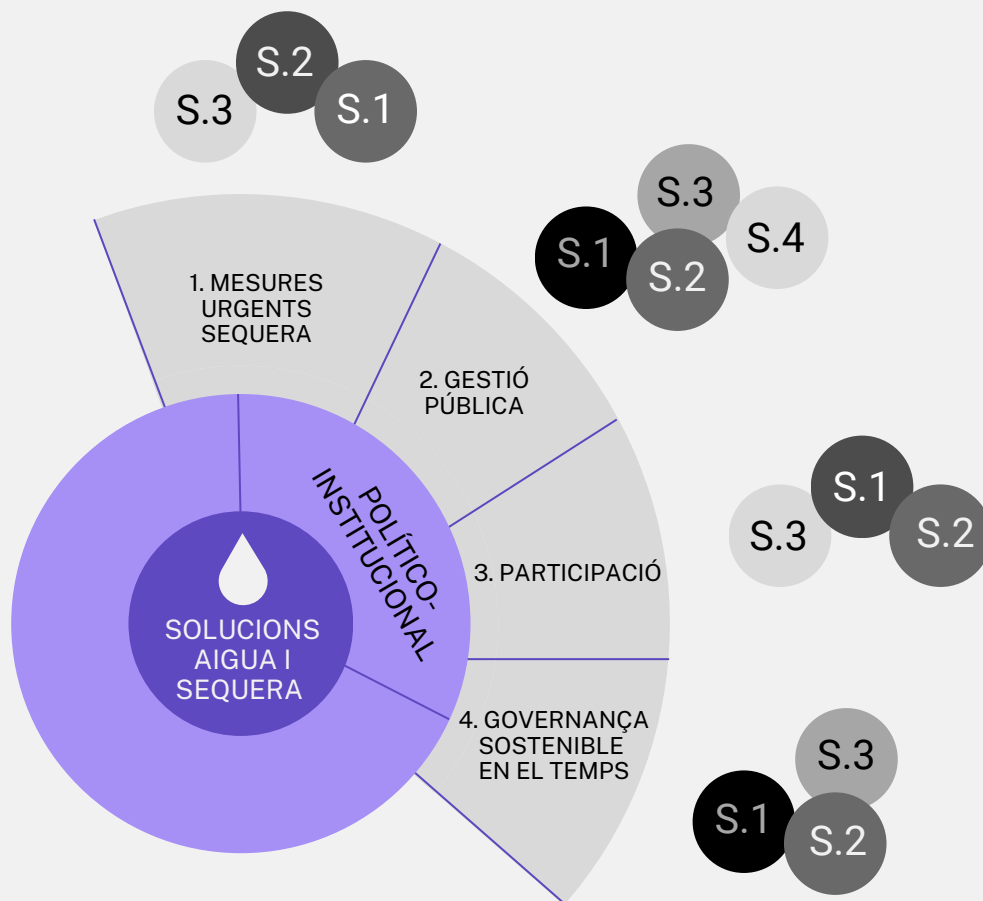 S.3
S.2
S.1
1. MESURES
URGENTS
SEQUERA
S.1
S.3
S.2
S.4
2. GESTIÓ
PÚBLICA
POLÍTICO-
INSTITUCIONAL
SOLUCIONS
AIGUA I
SEQUERA
3. PARTICIPACIÓ
S.3
S.1
S.2
4. GOVERNANÇA
SOSTENIBLE
EN EL TEMPS
S.1
S.3
S.2